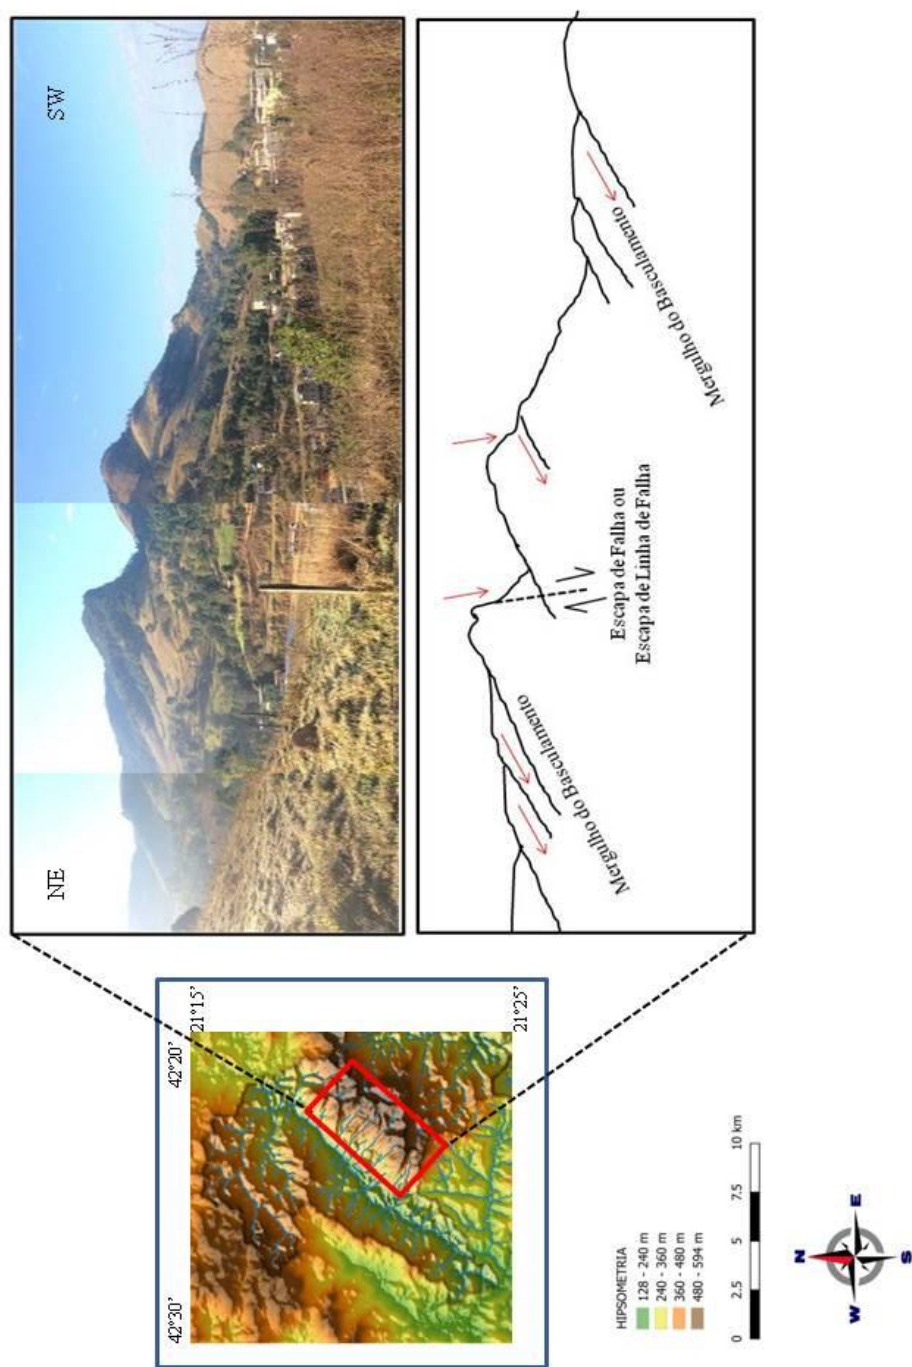 NE
SW
Mergulho do Basculamento
Escapa de Falha ou
Escapa de Linha de Falha
Mergulho do Basculamento
42°30’
42°20’
21°15’
21°25’
HIPSOMETRIA
128 - 240 m
240 - 360 m
360 - 480 m
480 - 594 m
0
2.5
5
7.5
10 km
N
W
E
S